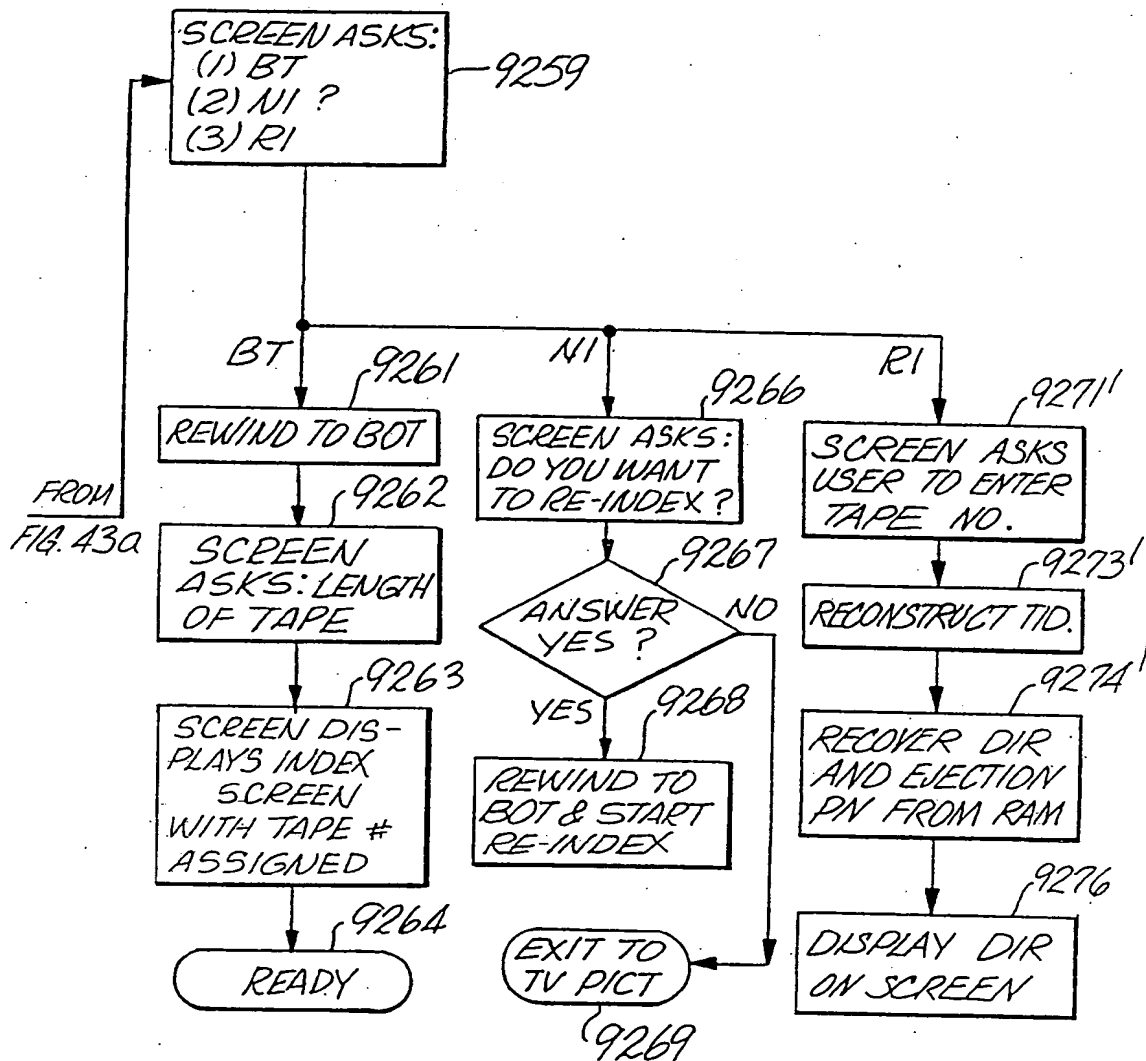 SCREEN ASKS:
(1) BT
(2) NI ?
(3) RI
9259
FROM
FIG. 43a
BT
9261
REWIND TO BOT
9262
SCREEN
ASKS: LENGTH
OF TAPE
9263
SCREEN DIS-
PLAYS INDEX
SCREEN
WITH TAPE #
ASSIGNED
9264
READY
NI
9266
SCREEN ASKS:
DO YOU WANT
TO RE-INDEX?
9267
ANSWER
YES?
NO
YES
9268
REWIND TO
BOT & START
RE-INDEX
EXIT TO
TV PICT
9269
RI
9271'
SCREEN ASKS
USER TO ENTER
TAPE NO.
9273'
RECONSTRUCT TID.
9274'
RECOVER DIR
AND EJECTION
PN FROM RAM
9276
DISPLAY DIR
ON SCREEN